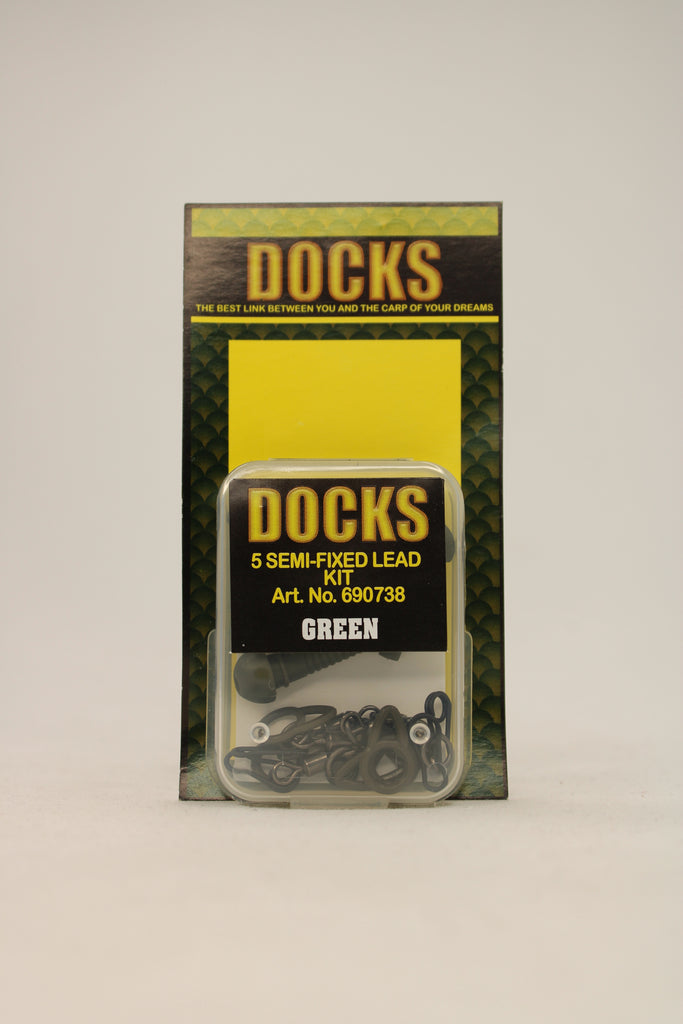 DOCKS
THE BEST LINK BETWEEN YOU AND THE CARP OF YOUR DREAMS
DOCKS
5 SEMI-FIXED LEAD
KIT
Art. No. 690738
GREEN